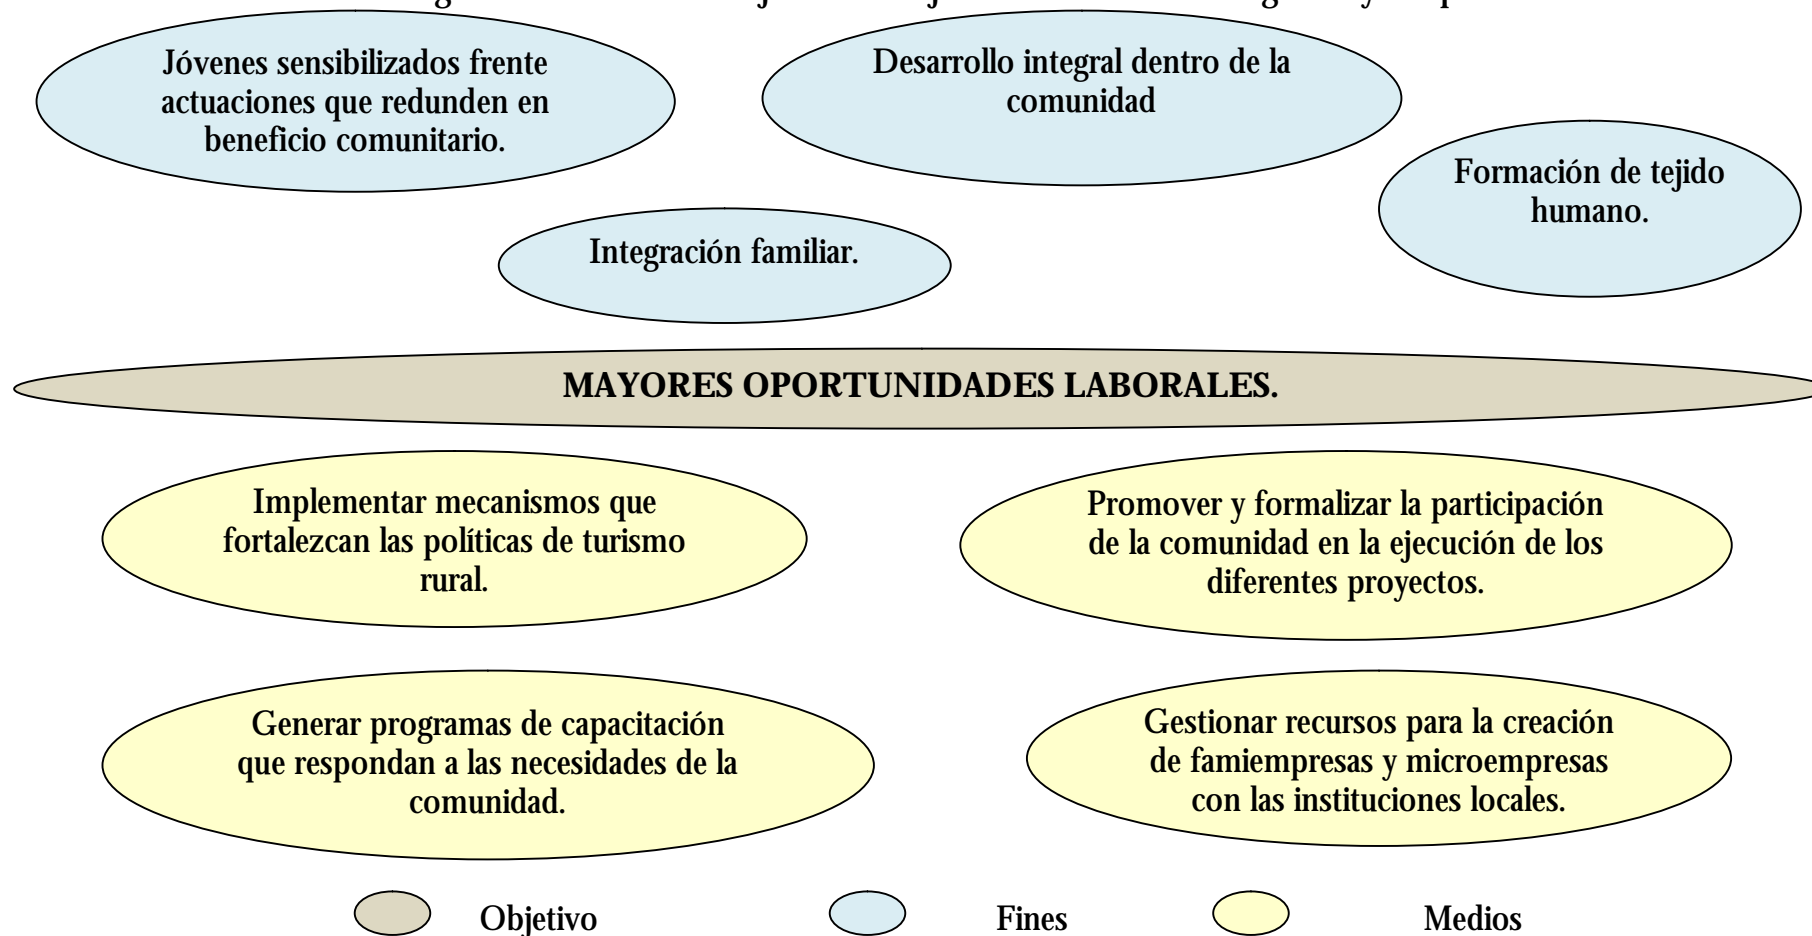 Jóvenes sensibilizados frente
actuaciones que redunden en
beneficio comunitario.
Desarrollo integral dentro de la
comunidad
Formación de tejido
humano.
Integración familiar.
MAYORES OPORTUNIDADES LABORALES.
Implementar mecanismos que
fortalezcan las políticas de turismo
rural.
Promover y formalizar la participación
de la comunidad en la ejecución de los
diferentes proyectos.
Generar programas de capacitación
que respondan a las necesidades de la
comunidad.
Gestionar recursos para la creación
de famiempresas y microempresas
con las instituciones locales.
Objetivo
Fines
Medios